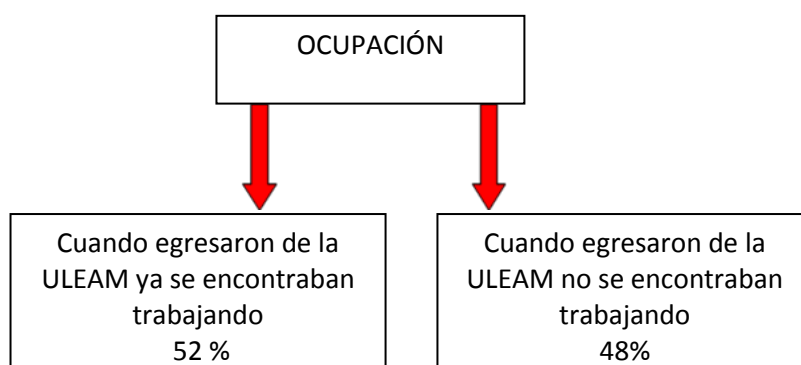 OCUPACIÓN
Cuando egresaron de la
ULEAM ya se encontraban
trabajando
52 %
Cuando egresaron de la
ULEAM no se encontraban
trabajando
48%